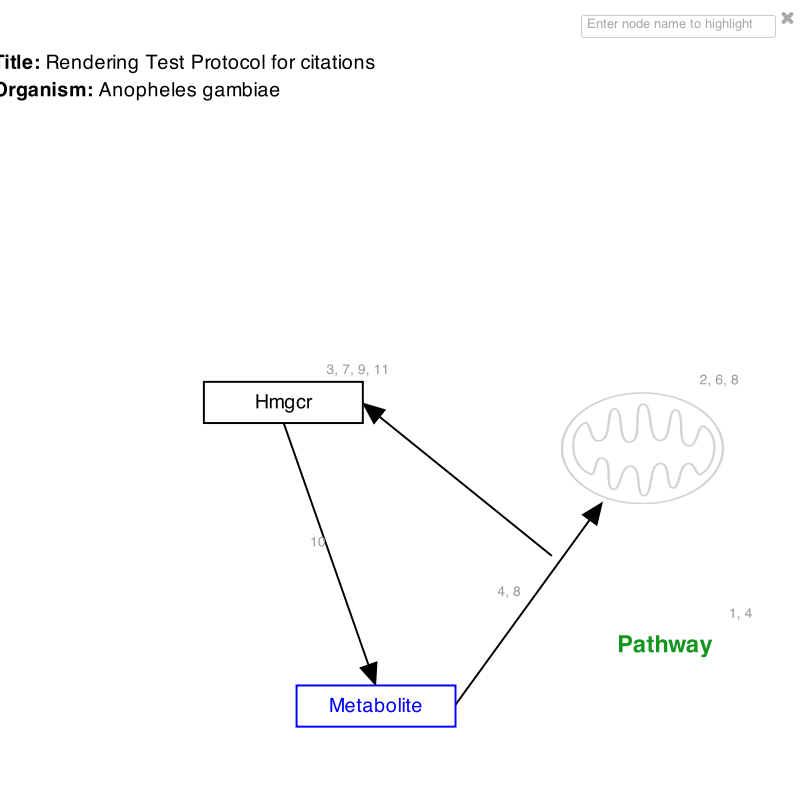 Enter node name to highlight
Title: Rendering Test Protocol for citations
Organism: Anopheles gambiae
3, 7, 9, 11
2, 6, 8
Hmgcr
10
4, 8
1, 4
Pathway
Metabolite